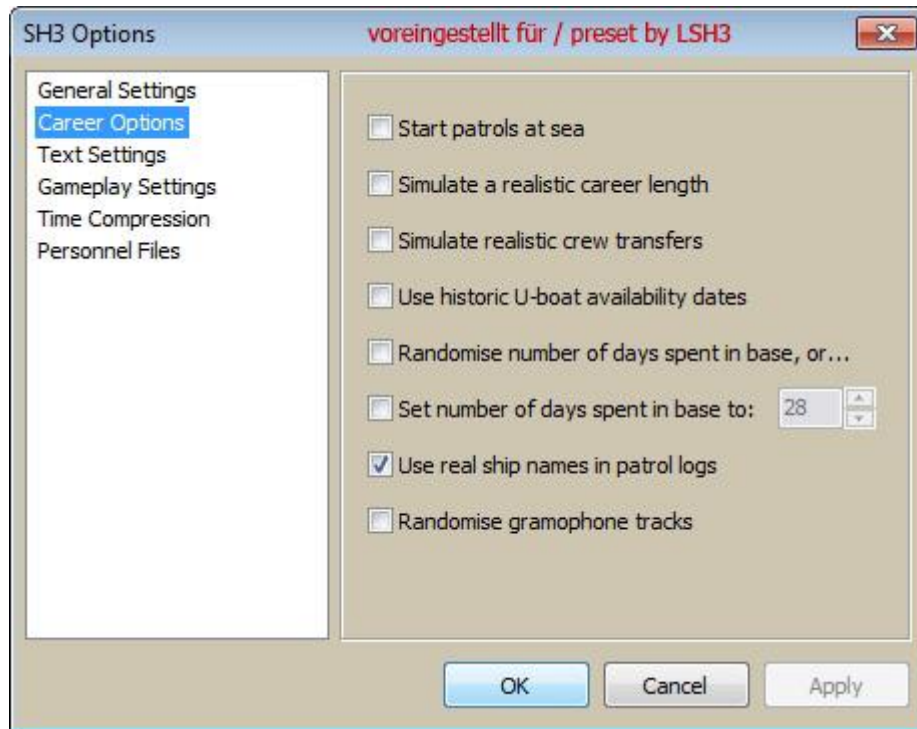 SH3 Options
voreingestellt für / preset by LSH3
General Settings
Career Options
Text Settings
Gameplay Settings
Time Compression
Personnel Files
Start patrols at sea
Simulate a realistic career length
Simulate realistic crew transfers
Use historic U-boat availability dates
Randomise number of days spent in base, or...
Set number of days spent in base to: 28
Use real ship names in patrol logs
Randomise gramophone tracks
OK
Cancel
Apply